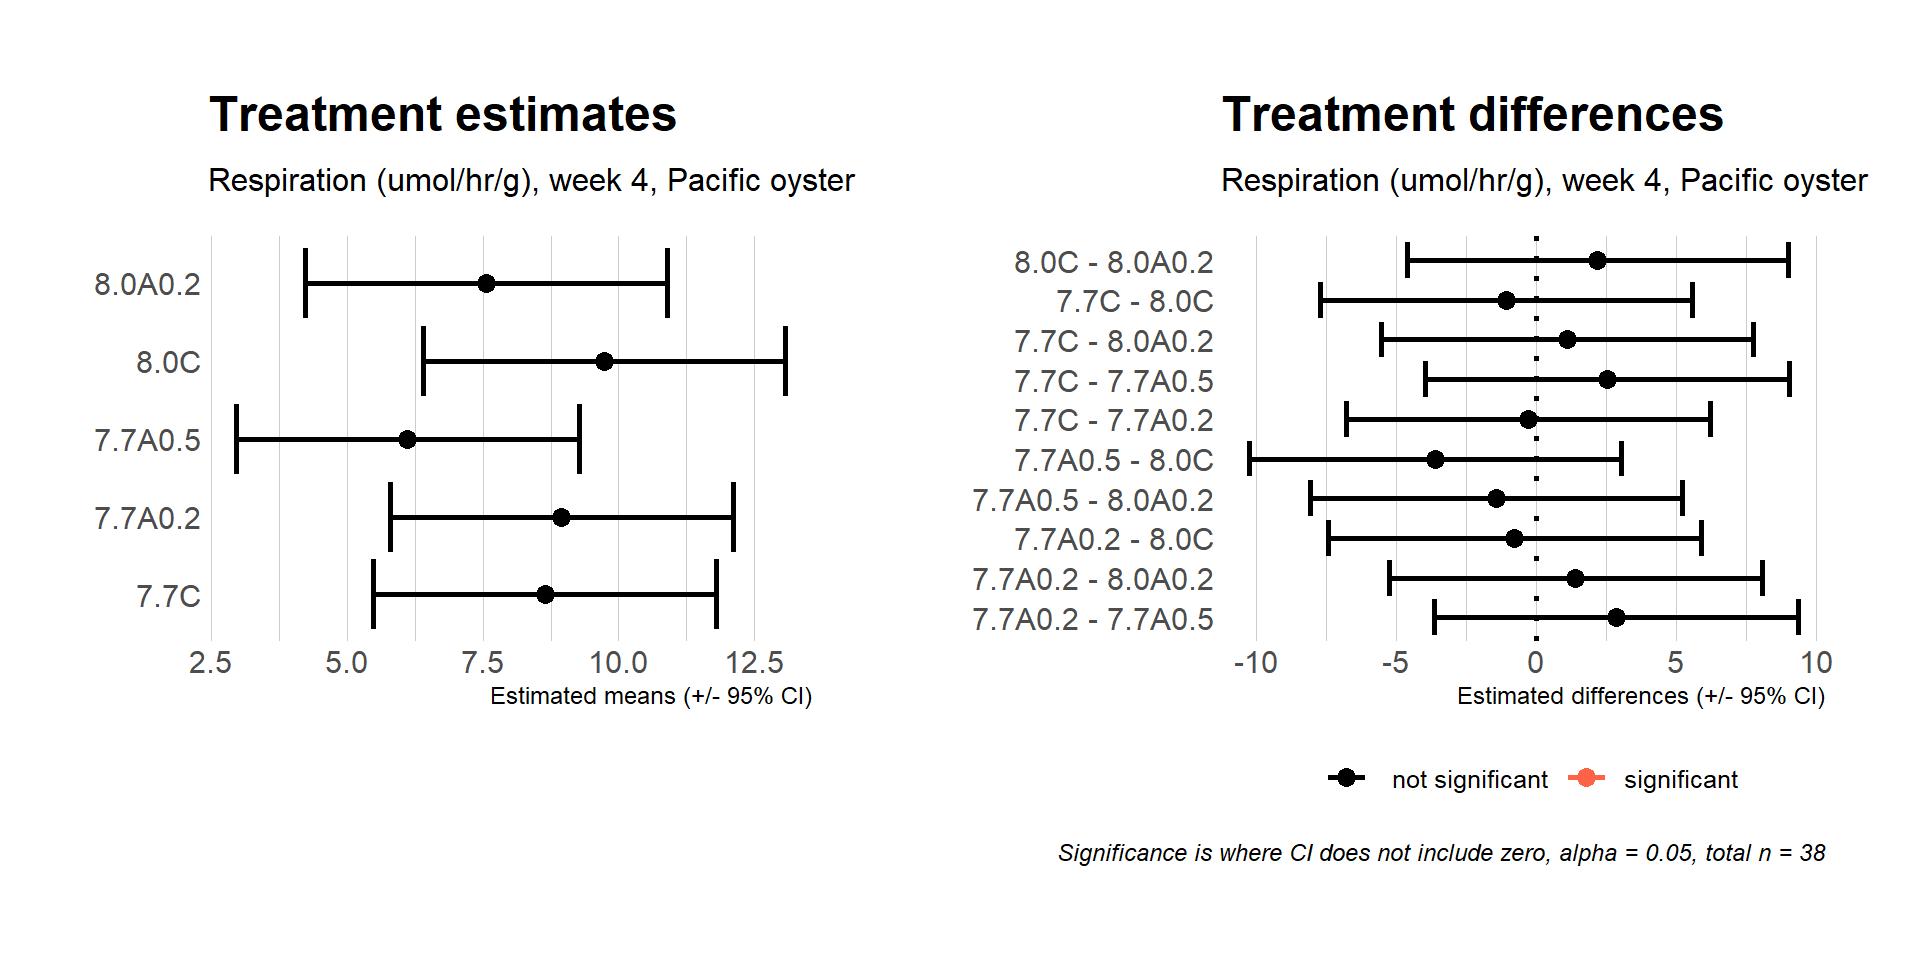 Treatment estimates
Respiration (umol/hr/g), week 4, Pacific oyster
8.0A0.2
8.0C
7.7A0.5
7.7A0.2
7.7C
2.5 5.0 7.5 10.0 12.5
Estimated means (+/- 95% CI)
Treatment differences
Respiration (umol/hr/g), week 4, Pacific oyster
8.0C - 8.0A0.2
7.7C - 8.0C
7.7C - 8.0A0.2
7.7C - 7.7A0.5
7.7C - 7.7A0.2
7.7A0.5 - 8.0C
7.7A0.5 - 8.0A0.2
7.7A0.2 - 8.0C
7.7A0.2 - 8.0A0.2
7.7A0.2 - 7.7A0.5
-10 -5 0 5 10
Estimated differences (+/- 95% CI)
not significant significant
Significance is where CI does not include zero, alpha = 0.05, total n = 38